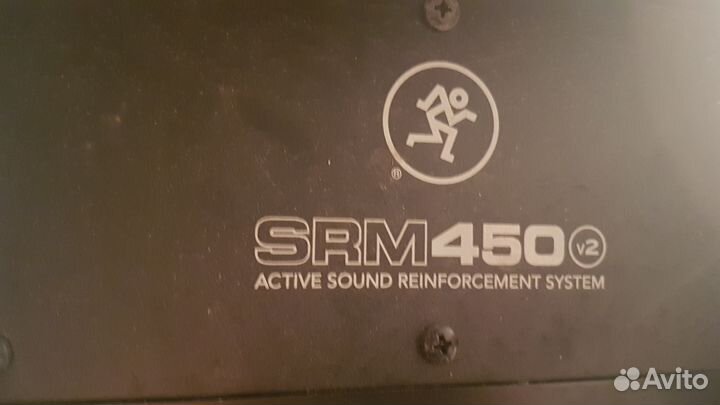 ®
SRM450 v2
ACTIVE SOUND REINFORCEMENT SYSTEM
Avito